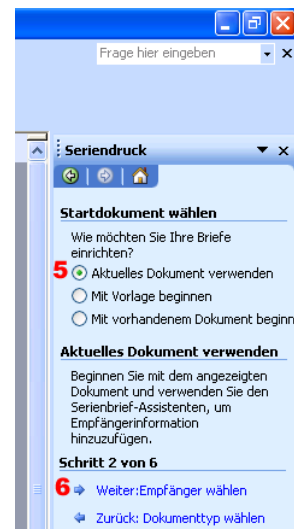 Frage hier eingeben
Seriendruck
Startdokument wählen
Wie möchten Sie Ihre Briefe
einrichten?
5 Aktuelles Dokument verwenden
Mit Vorlage beginnen
Mit vorhandenem Dokument beginn
Aktuelles Dokument verwenden
Beginnen Sie mit dem angezeigten
Dokument und verwenden Sie den
Serienbrief-Assistenten, um
Empfängerinformation
hinzuzufügen.
Schritt 2 von 6
6 Weiter:Empfänger wählen
Zurück: Dokumenttyp wählen